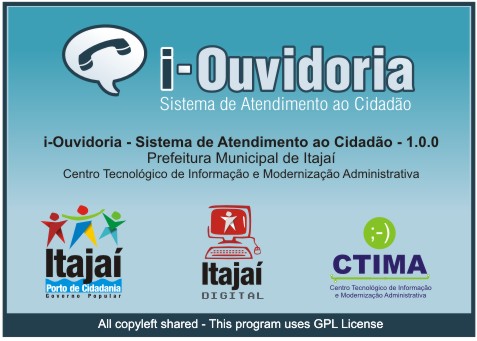 i-Ouvidoria
Sistema de Atendimento ao Cidadão
i-Ouvidoria - Sistema de Atendimento ao Cidadão - 1.0.0
Prefeitura Municipal de Itajaí
Centro Tecnológico de Informação e Modernização Administrativa
Itajaí
Porto de Cidadania
Governo Popular
Itajaí
DIGITAL
;-)
CTIMA
Centro Tecnológico de Informação
e Modernização Administrativa
All copyleft shared - This program uses GPL License